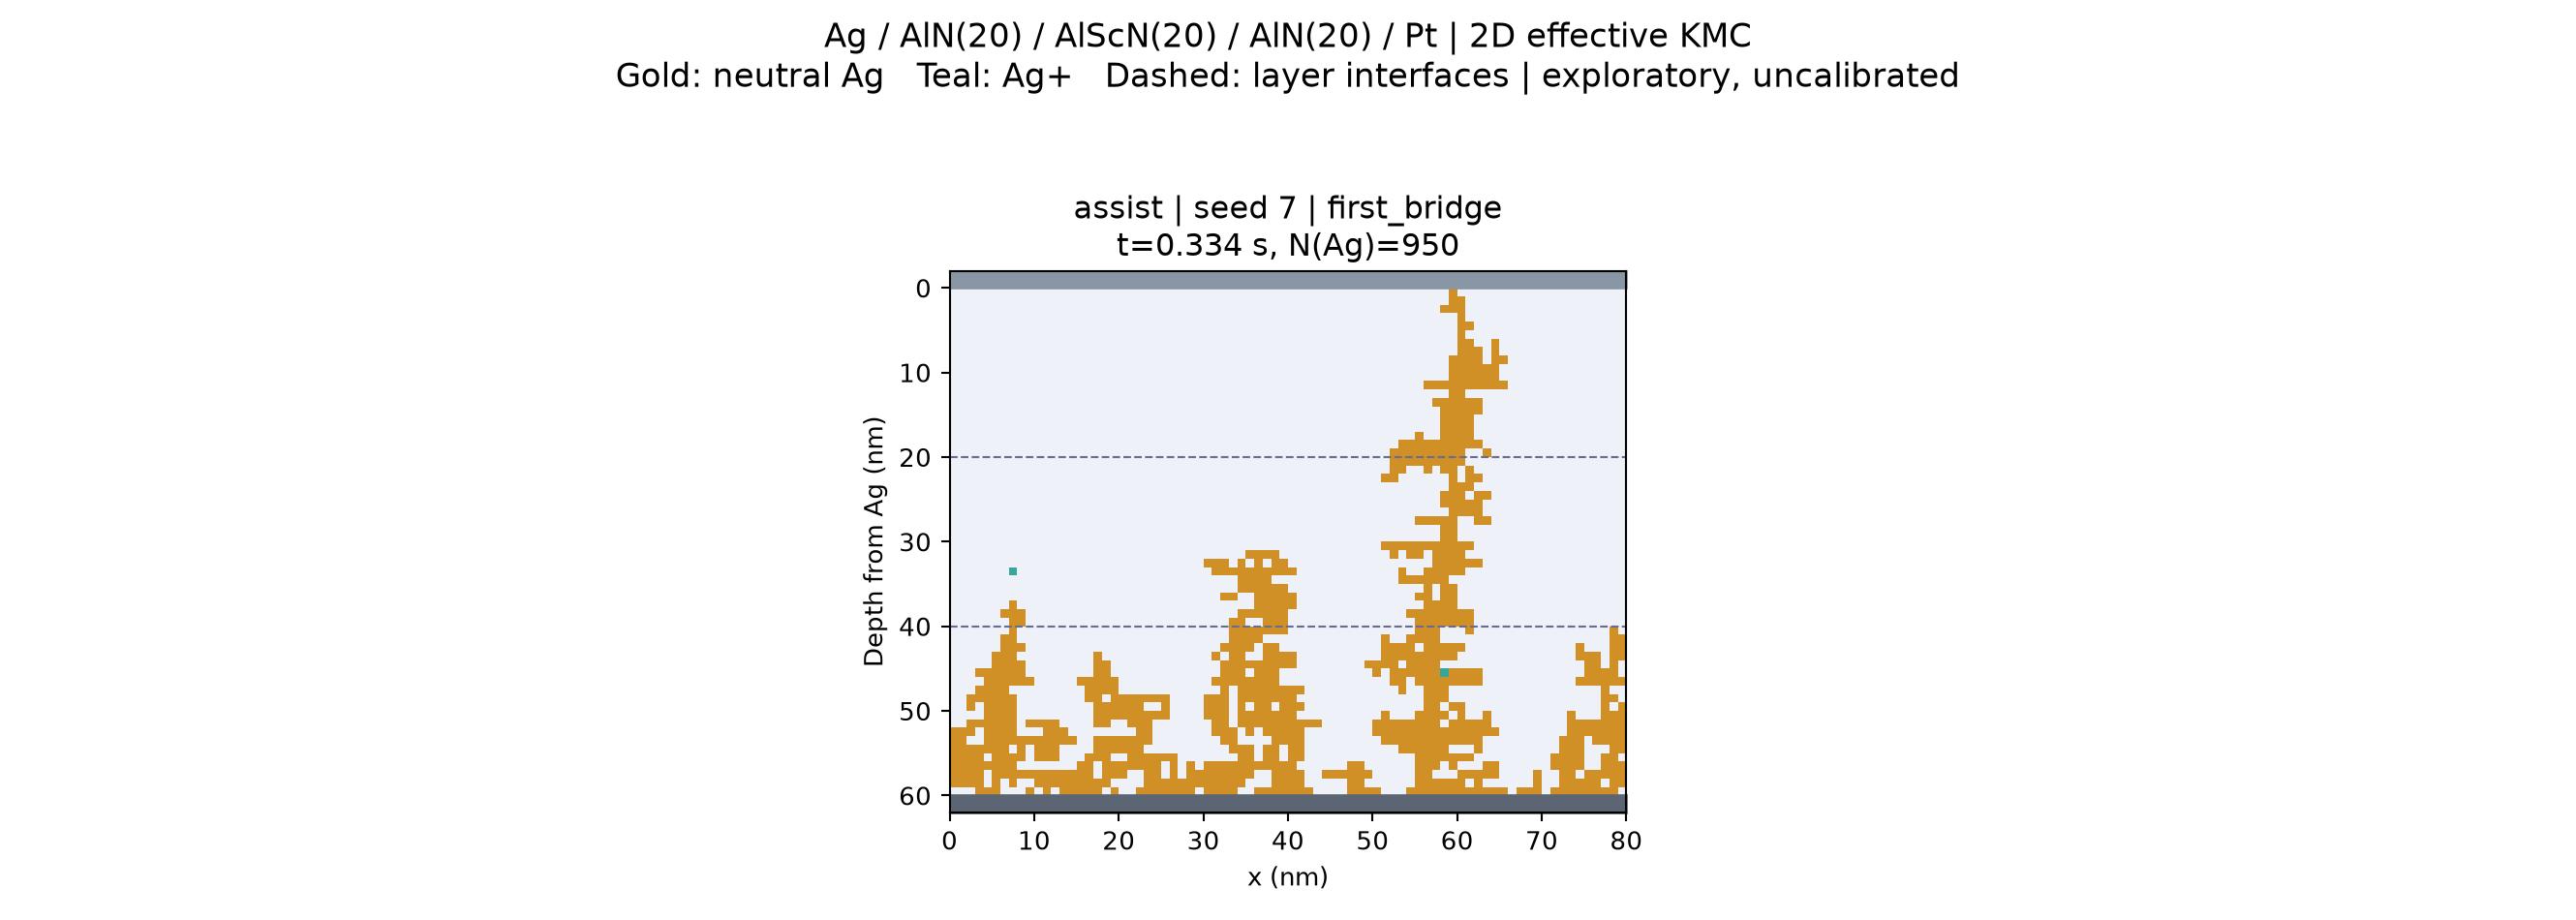 Ag / AlN(20) / AlScN(20) / AlN(20) / Pt | 2D effective KMC
Gold: neutral Ag   Teal: Ag+   Dashed: layer interfaces | exploratory, uncalibrated
assist | seed 7 | first_bridge
t=0.334 s, N(Ag)=950
Depth from Ag (nm)
0
10
20
30
40
50
60
0 10 20 30 40 50 60 70 80
x (nm)